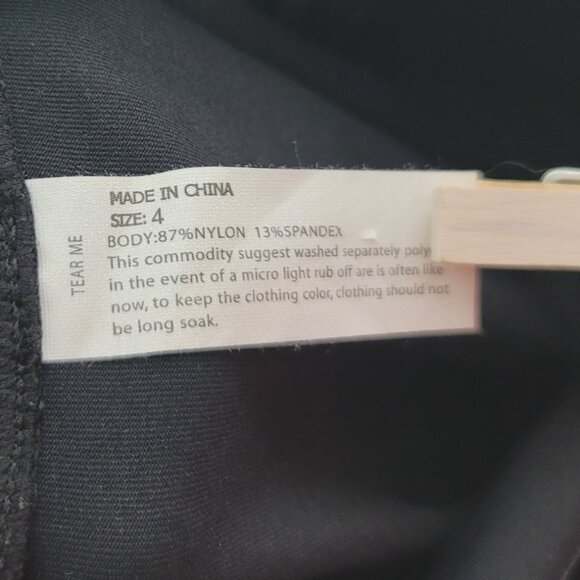 MADE IN CHINA
SIZE: 4
BODY:87%NYLON 13%SPANDEX
This commodity suggest washed separately
in the event of a micro light rub off are is often like
now, to keep the clothing color, clothing should not
be long soak.
TEAR ME